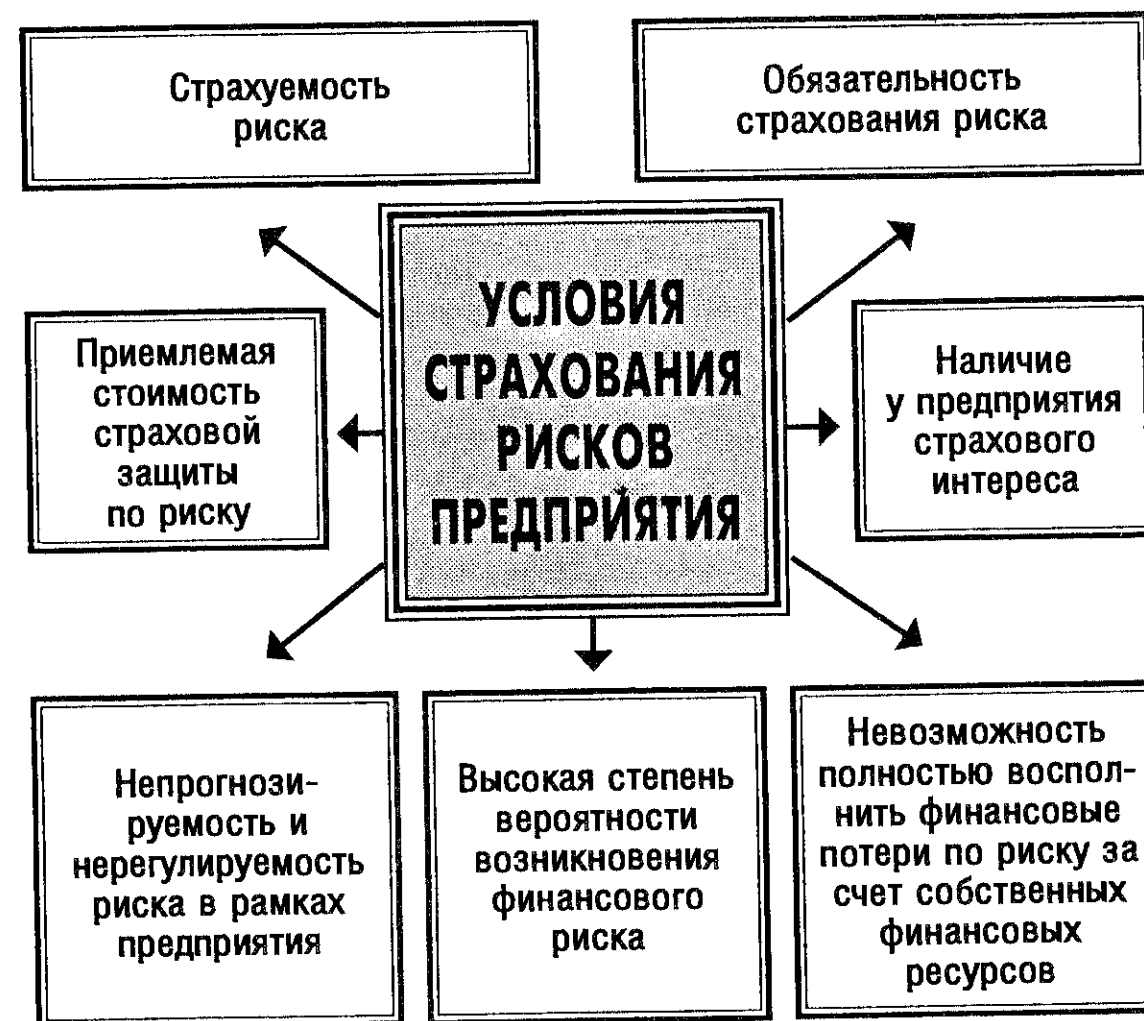 Страхуемость
риска
Обязательность
страхования риска
УСЛОВИЯ
СТРАХОВАНИЯ
РИСКОВ
ПРЕДПРИЯТИЯ
Приемлемая
стоимость
страховой
защиты
по риску
Наличие
у предприятия
страхового
интереса
Непрогнози-
руемость и
нерегулируемость
риска в рамках
предприятия
Высокая степень
вероятности
возникновения
финансового
риска
Невозможность
полностью воспол-
нить финансовые
потери по риску за
счет собственных
финансовых
ресурсов